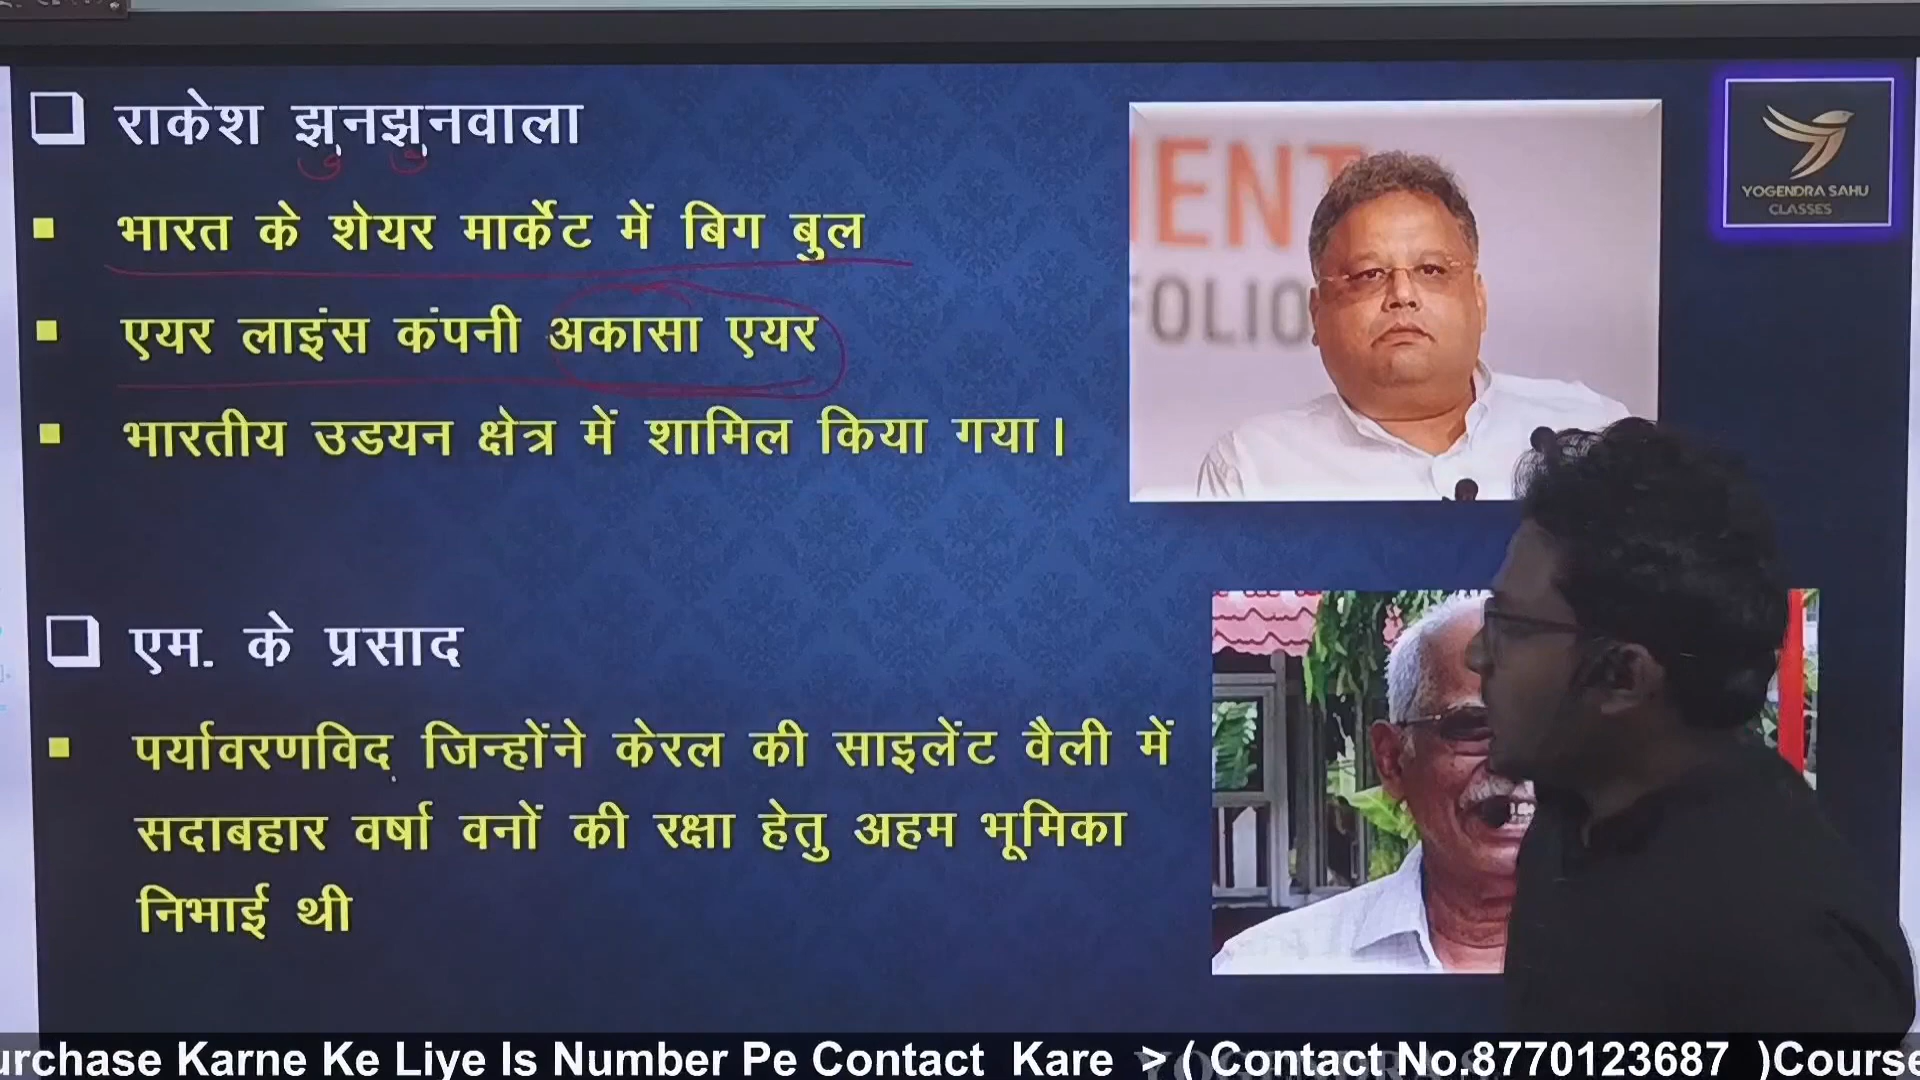 राकेश झुनझुनवाला
भारत के शेयर मार्केट में बिग बुल
एयर लाइंस कंपनी अकासा एयर
भारतीय उडयन क्षेत्र में शामिल किया गया।
IENT
FOLIO
YOGENDRA SAHU
CLASSES
एम. के प्रसाद
पर्यावरणविद् जिन्होंने केरल की साइलेंट वैली में
सदाबहार वर्षा वनों की रक्षा हेतु अहम भूमिका
निभाई थी
urchase Karne Ke Liye Is Number Pe Contact Kare > ( Contact No.8770123687 )Course